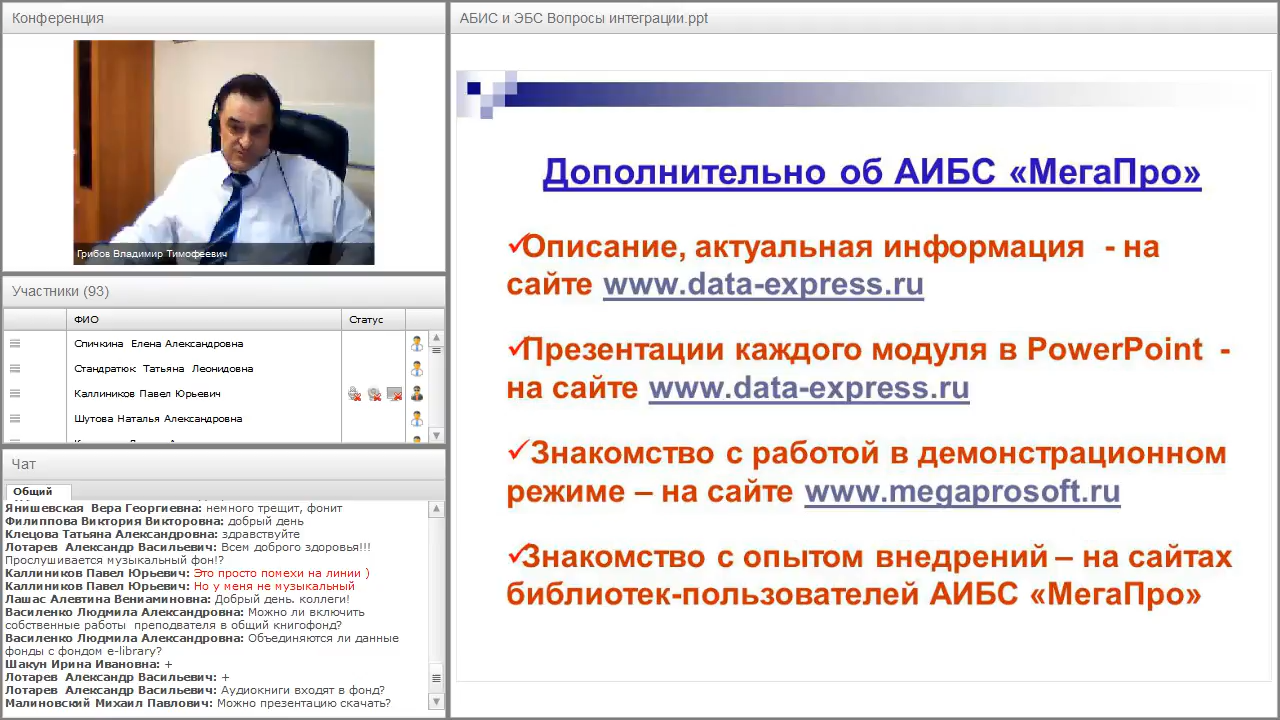 Конференция
Грибов Владимир Тимофеевич
Участники (93)
ФИО Статус
Спичкина Елена Александровна
Стандратюк Татьяна Леонидовна
Каллиников Павел Юрьевич
Шутова Наталья Александровна
Чат
Общий
Янишевская Вера Георгиевна: немного трещит, фонит
Филиппова Виктория Викторовна: добрый день
Клецова Татьяна Александровна: здравствуйте
Лотарев Александр Васильевич: Всем доброго здоровья!!!
Прослушивается музыкальный фон!?
Каллиников Павел Юрьевич: Это просто помехи на линии )
Каллиников Павел Юрьевич: Но у меня не музыкальный
Лашас Алевтина Вениаминовна: Добрый день. коллеги!
Василенко Людмила Александровна: Можно ли включить
собственные работы преподватела в общий книгофонд?
Василенко Людмила Александровна: Объединяются ли данные
фонды с фондом e-library?
Шакун Ирина Ивановна: +
Лотарев Александр Васильевич: +
Лотарев Александр Васильевич: Аудиокниги входят в фонд?
Малиновский Михаил Павлович: Можно презентацию скачать?
АБИС и ЭБС Вопросы интеграции.ppt
Дополнительно об АИБС «МегаПро»
✓Описание, актуальная информация - на
сайте www.data-express.ru
✓Презентации каждого модуля в PowerPoint -
на сайте www.data-express.ru
✓Знакомство с работой в демонстрационном
режиме – на сайте www.megaprosoft.ru
✓Знакомство с опытом внедрений – на сайтах
библиотек-пользователей АИБС «МегаПро»